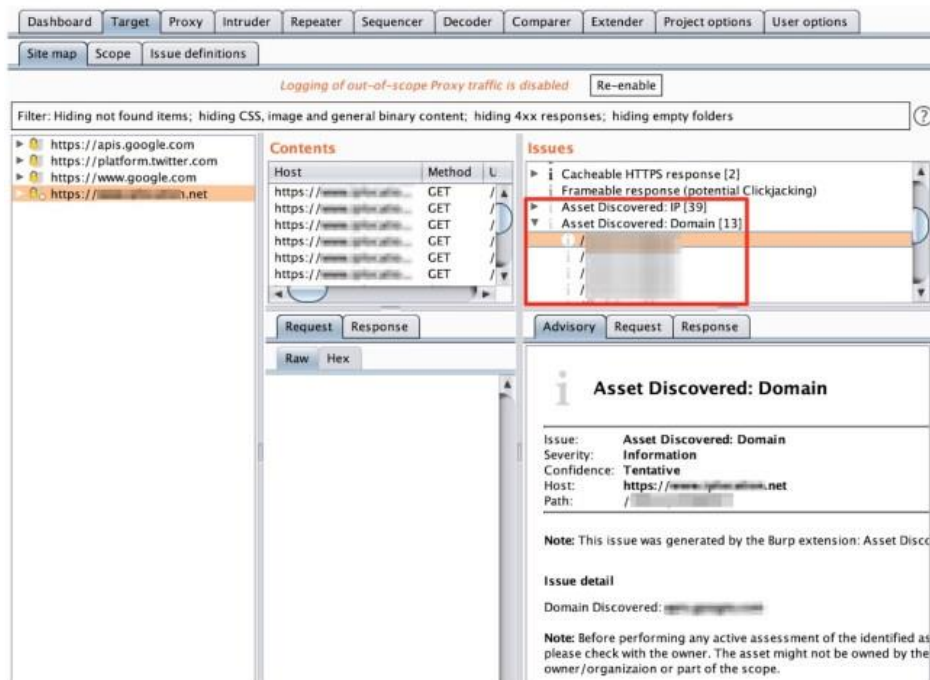 Dashboard Target Proxy Intruder Repeater Sequencer Decoder Comparer Extender Project options User options
Site map Scope Issue definitions
Logging of out-of-scope Proxy traffic is disabled Re-enable
Filter: Hiding not found items; hiding CSS, image and general binary content; hiding 4xx responses; hiding empty folders ?
https://apis.google.com
https://platform.twitter.com
https://www.google.com
https:// .net
Contents
Host Method U
https:// GET /
https:// GET /
https:// GET /
https:// GET /
https:// GET /
https:// GET /
Request Response
Raw Hex
Issues
i Cacheable HTTPS response [2]
i Frameable response (potential Clickjacking)
i Asset Discovered: IP [39]
i Asset Discovered: Domain [13]
i /
i /
i /
i /
Advisory Request Response
i Asset Discovered: Domain
Issue: Asset Discovered: Domain
Severity: Information
Confidence: Tentative
Host: https:// .net
Path: /
Note: This issue was generated by the Burp extension: Asset Disco
Issue detail
Domain Discovered:
Note: Before performing any active assessment of the identified as
please check with the owner. The asset might not be owned by the
owner/organizaion or part of the scope.